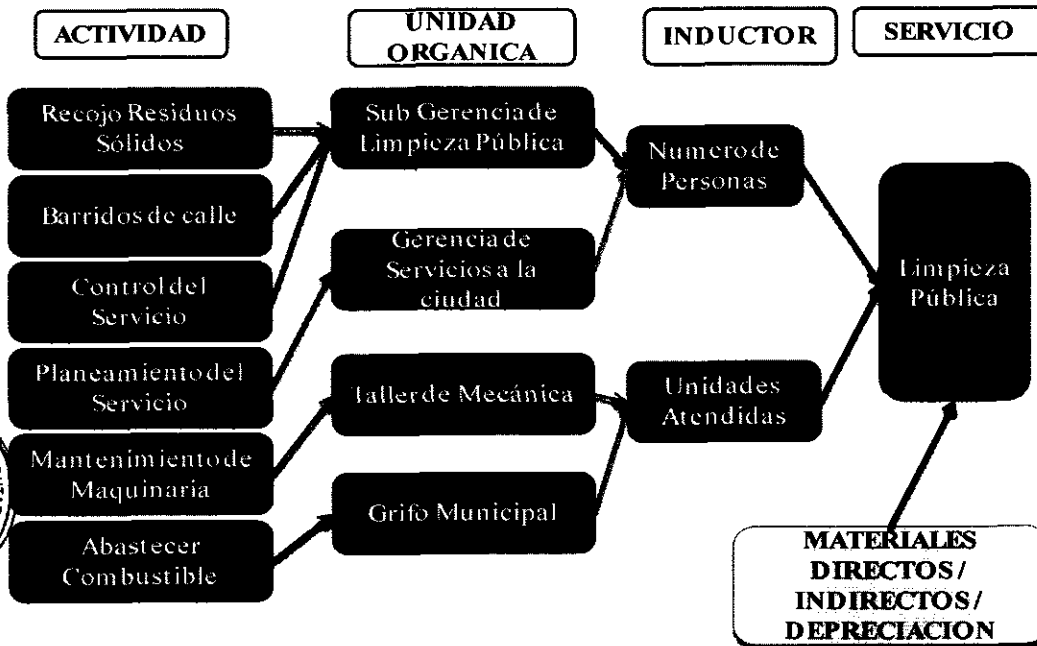 ACTIVIDAD
UNIDAD
ORGANICA
INDUCTOR
SERVICIO
Recojo Residuos
Sólidos
Barridos de calle
Control del
Servicio
Planeamiento del
Servicio
Mantenimiento de
Maquinaria
Abastecer
Combustible
Sub Gerencia de
Limpieza Pública
Gerencia de
Servicios a la
ciudad
Taller de Mecánica
Grifo Municipal
Numero de
Personas
Unidades
Atendidas
Limpieza
Pública
MATERIALES
DIRECTOS /
INDIRECTOS /
DEPRECIACION